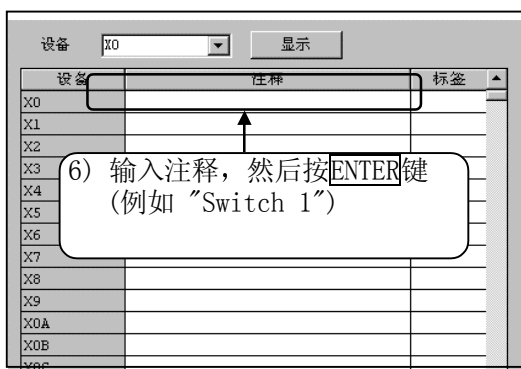 设备 X0 显示
设备 注释 标签
X0
X1
X2
X3
X4
X5
X6
X7
X8
X9
X0A
X0B
X0C
6) 输入注释，然后按ENTER键
(例如 "Switch 1")